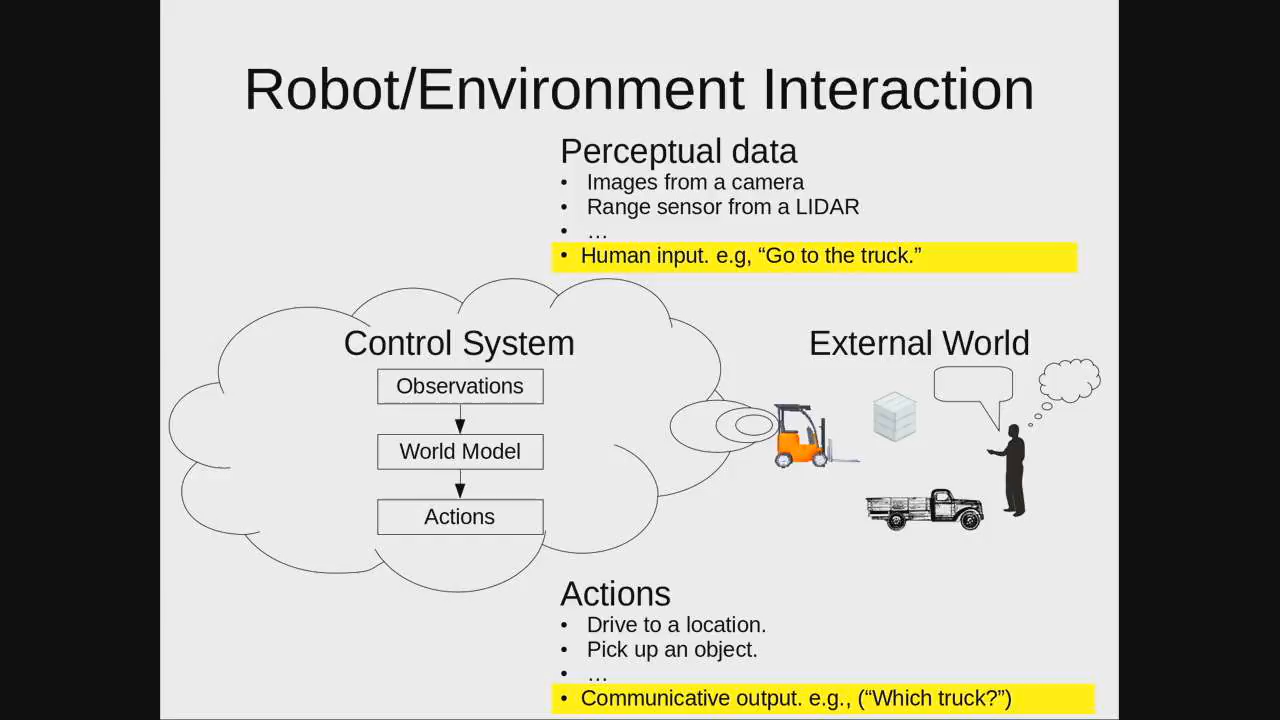 Robot/Environment Interaction
Perceptual data
• Images from a camera
• Range sensor from a LIDAR
• …
• Human input. e.g, “Go to the truck.”
Control System
External World
Observations
World Model
Actions
Actions
• Drive to a location.
• Pick up an object.
• …
• Communicative output. e.g., (“Which truck?”)